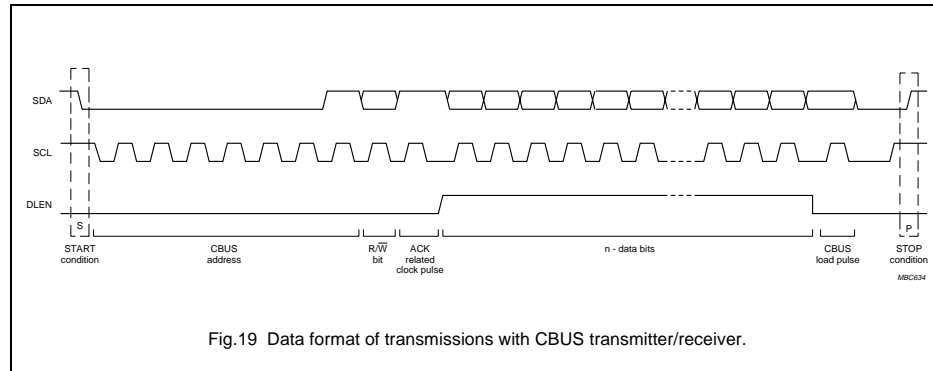 SDA
SCL
DLEN
S
P
START
condition
CBUS
address
R/W̅
bit
ACK
related
clock pulse
n - data bits
CBUS
load pulse
STOP
condition
MBC634
Fig.19 Data format of transmissions with CBUS transmitter/receiver.